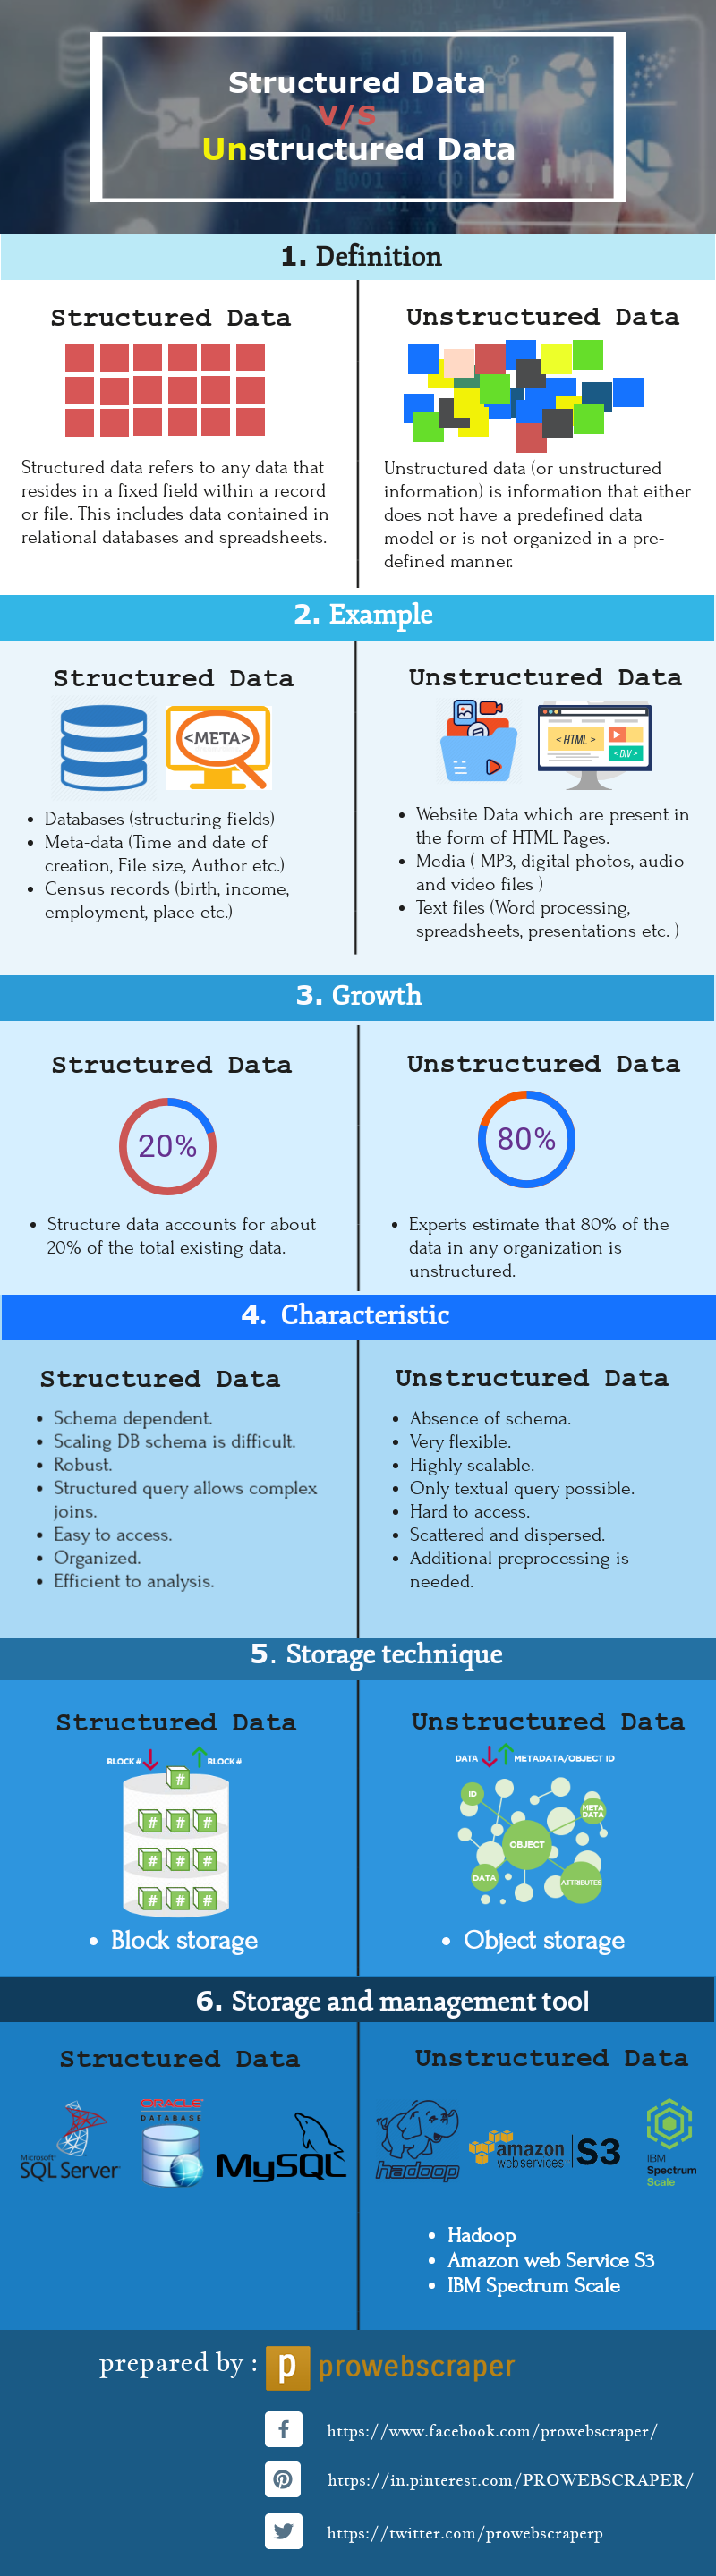 Structured Data
V/S
Unstructured Data
1. Definition
Structured Data
Structured data refers to any data that
resides in a fixed field within a record
or file. This includes data contained in
relational databases and spreadsheets.
Unstructured Data
Unstructured data (or unstructured
information) is information that either
does not have a predefined data
model or is not organized in a pre-
defined manner.
2. Example
Structured Data
<META>
Databases (structuring fields)
Meta-data (Time and date of
creation, File size, Author etc.)
Census records (birth, income,
employment, place etc.)
Unstructured Data
< HTML >
< DIV >
Website Data which are present in
the form of HTML Pages.
Media ( MP3, digital photos, audio
and video files )
Text files (Word processing,
spreadsheets, presentations etc. )
3. Growth
Structured Data
20%
Structure data accounts for about
20% of the total existing data.
Unstructured Data
80%
Experts estimate that 80% of the
data in any organization is
unstructured.
4. Characteristic
Structured Data
Schema dependent.
Scaling DB schema is difficult.
Robust.
Structured query allows complex
joins.
Easy to access.
Organized.
Efficient to analysis.
Unstructured Data
Absence of schema.
Very flexible.
Highly scalable.
Only textual query possible.
Hard to access.
Scattered and dispersed.
Additional preprocessing is
needed.
5. Storage technique
Structured Data
BLOCK # BLOCK #
#
# # #
# # #
# # #
Block storage
Unstructured Data
DATA METADATA/OBJECT ID
ID
META
DATA
OBJECT
DATA
ATTRIBUTES
Object storage
6. Storage and management tool
Structured Data
Microsoft
SQL Server
ORACLE
DATABASE
MySQL
Unstructured Data
hadoop
amazon
webservices
S3
IBM
Spectrum
Scale
Hadoop
Amazon web Service S3
IBM Spectrum Scale
prepared by : p prowebscraper
https://www.facebook.com/prowebscraper/
https://in.pinterest.com/PROWEBSCRAPER/
https://twitter.com/prowebscraperp